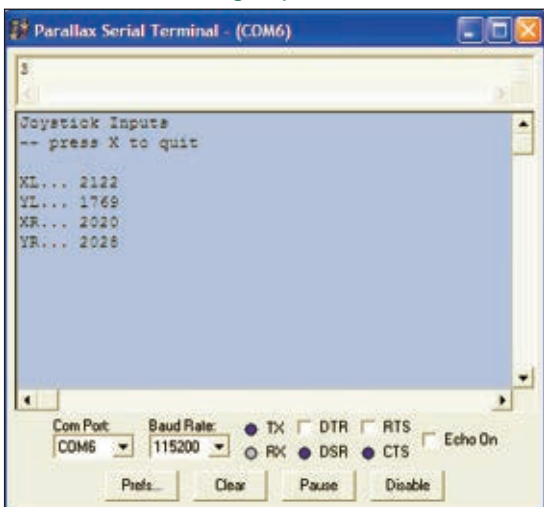 Parallax Serial Terminal - (COM6)
3
Joystick Inputs
-- press X to quit
XL... 2122
YL... 1769
XR... 2020
YR... 2028
Com Port: Baud Rate: TX DTR RTS
COM6 115200 RX DSR CTS Echo On
Prefs... Clear Pause Disable